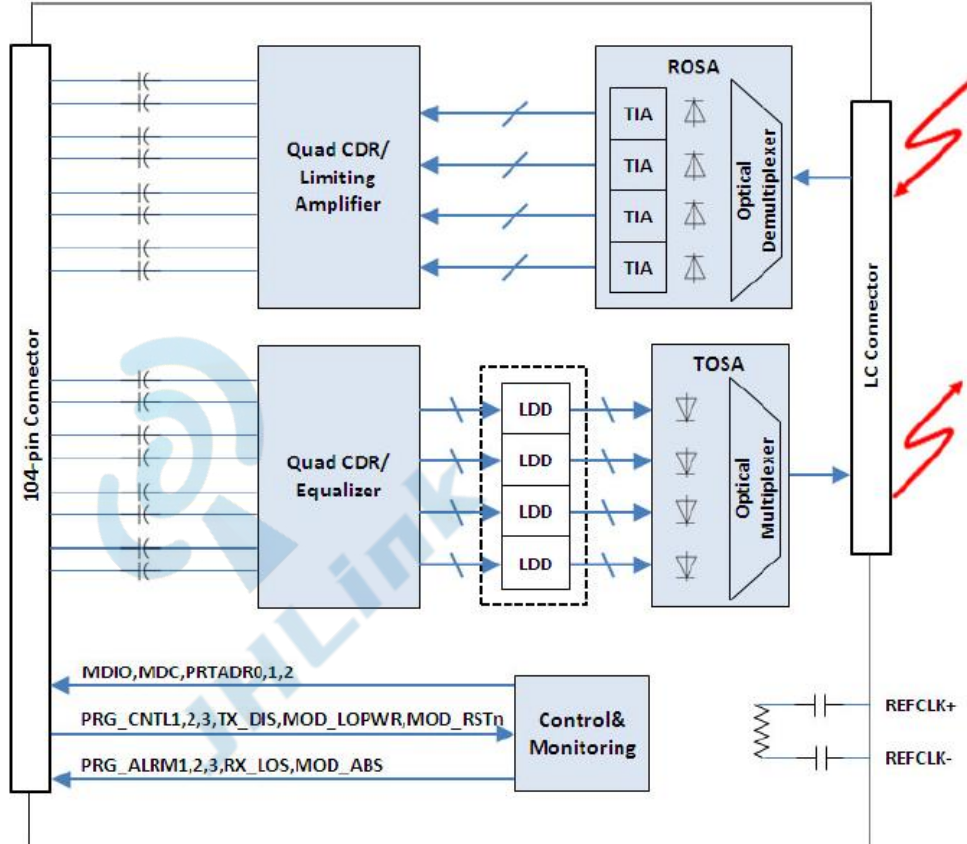 ROSA
TIA
TIA
TIA
TIA
Optical
Demultiplexer
Quad CDR/
Limiting
Amplifier
104-pin Connector
LC Connector
TOSA
LDD
LDD
LDD
LDD
Optical
Multiplexer
Quad CDR/
Equalizer
JHLink
MDIO,MDC,PRTADR0,1,2
PRG_CNTL1,2,3,TX_DIS,MOD_LOPWR,MOD_RSTn
PRG_ALRM1,2,3,RX_LOS,MOD_ABS
Control&
Monitoring
REFCLK+
REFCLK-